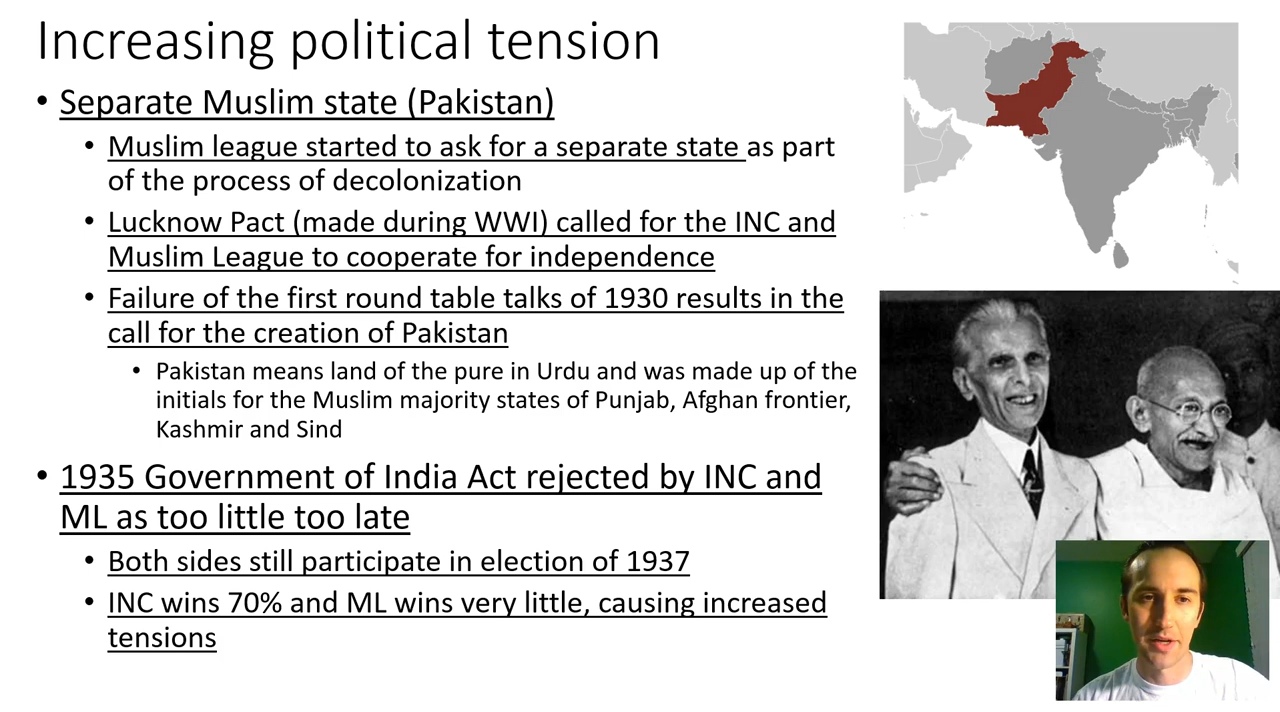 Increasing political tension
• Separate Muslim state (Pakistan)
• Muslim league started to ask for a separate state as part
of the process of decolonization
• Lucknow Pact (made during WWI) called for the INC and
Muslim League to cooperate for independence
• Failure of the first round table talks of 1930 results in the
call for the creation of Pakistan
• Pakistan means land of the pure in Urdu and was made up of the
initials for the Muslim majority states of Punjab, Afghan frontier,
Kashmir and Sind
• 1935 Government of India Act rejected by INC and
ML as too little too late
• Both sides still participate in election of 1937
• INC wins 70% and ML wins very little, causing increased
tensions